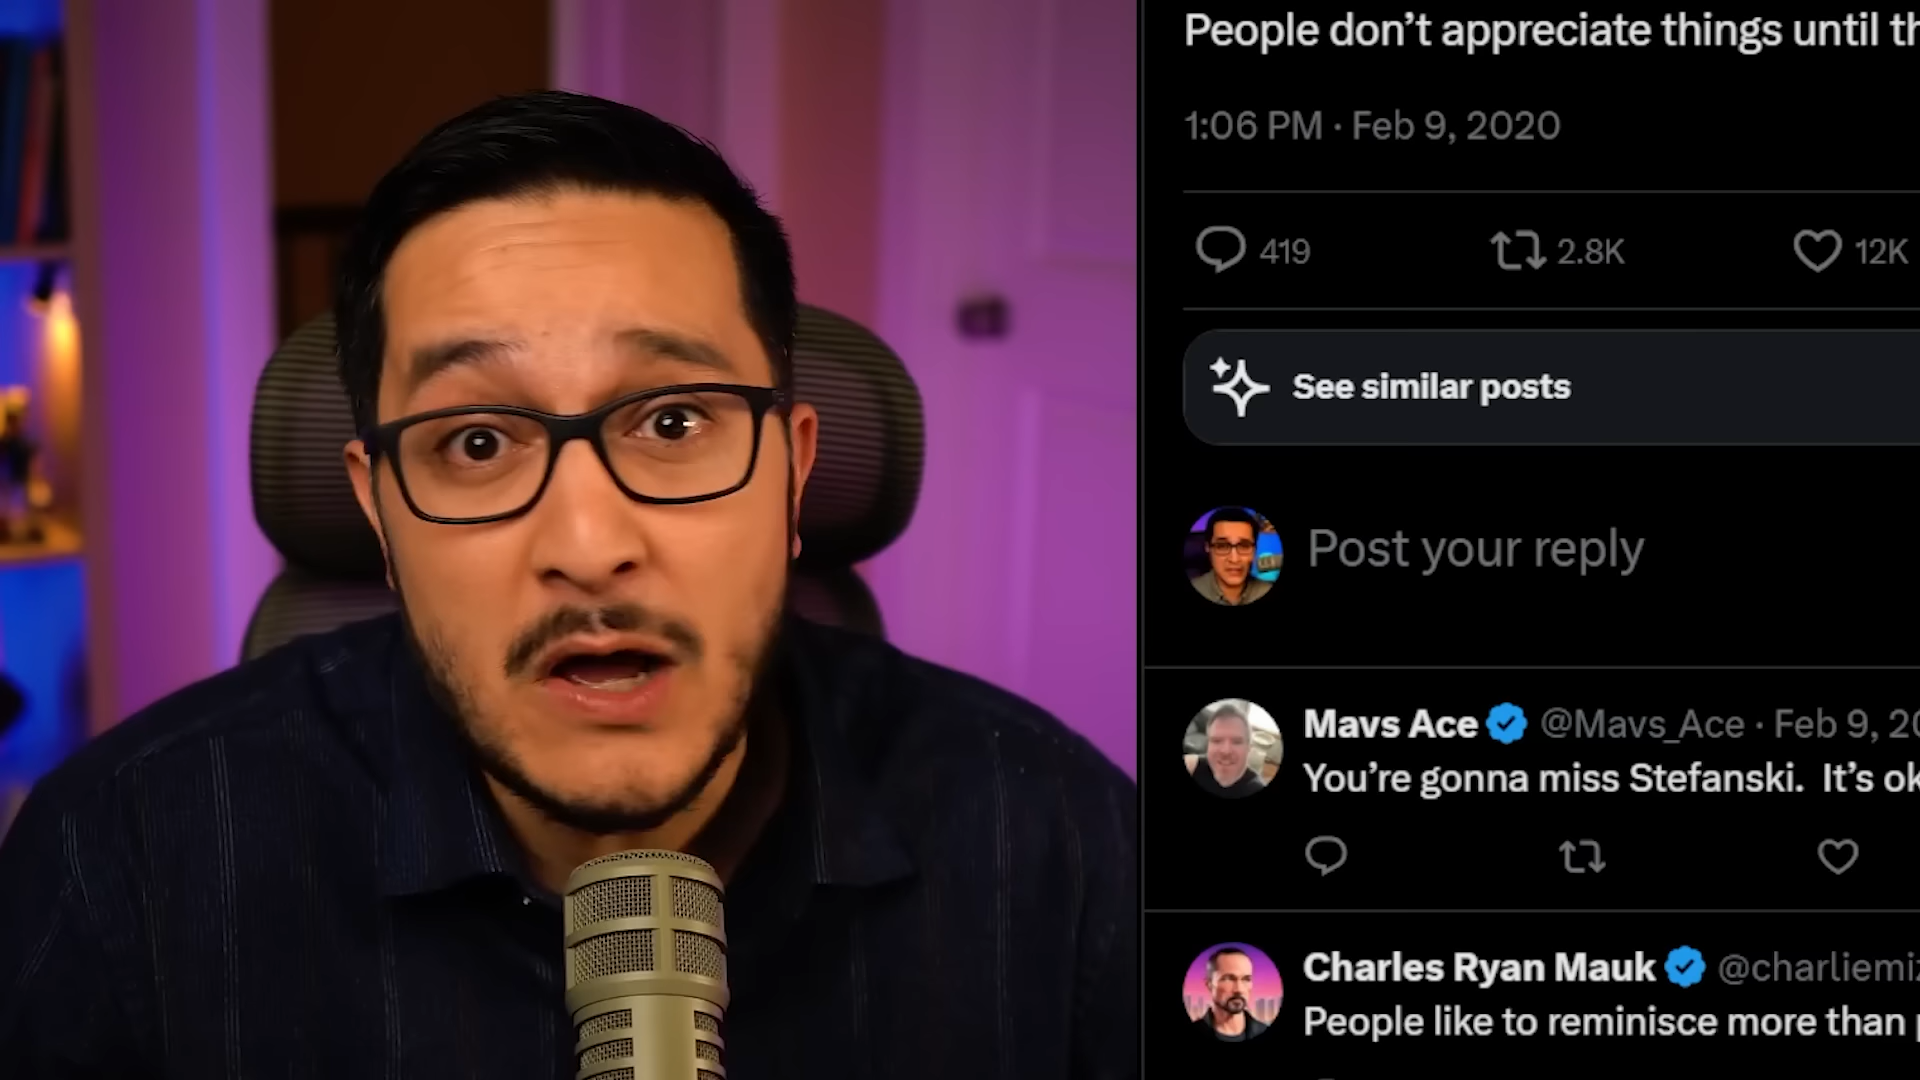 People don’t appreciate things until
1:06 PM · Feb 9, 2020
419 2.8K 12K
See similar posts
Post your reply
Mavs Ace @Mavs_Ace · Feb 9, 20
You’re gonna miss Stefanski. It’s ok
Charles Ryan Mauk @charliemiz
People like to reminisce more than